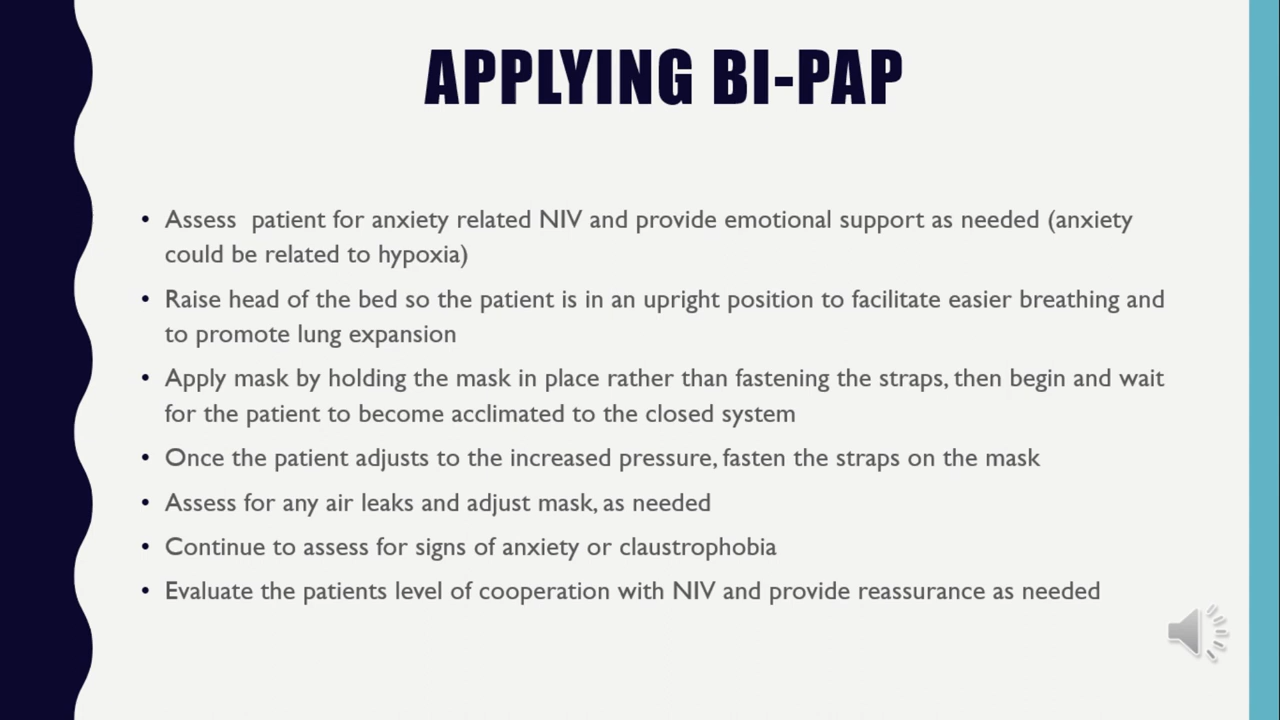 APPLYING BI-PAP
• Assess  patient for anxiety related NIV and provide emotional support as needed (anxiety
could be related to hypoxia)
• Raise head of the bed so the patient is in an upright position to facilitate easier breathing and
to promote lung expansion
• Apply mask by holding the mask in place rather than fastening the straps, then begin and wait
for the patient to become acclimated to the closed system
• Once the patient adjusts to the increased pressure, fasten the straps on the mask
• Assess for any air leaks and adjust mask, as needed
• Continue to assess for signs of anxiety or claustrophobia
• Evaluate the patients level of cooperation with NIV and provide reassurance as needed